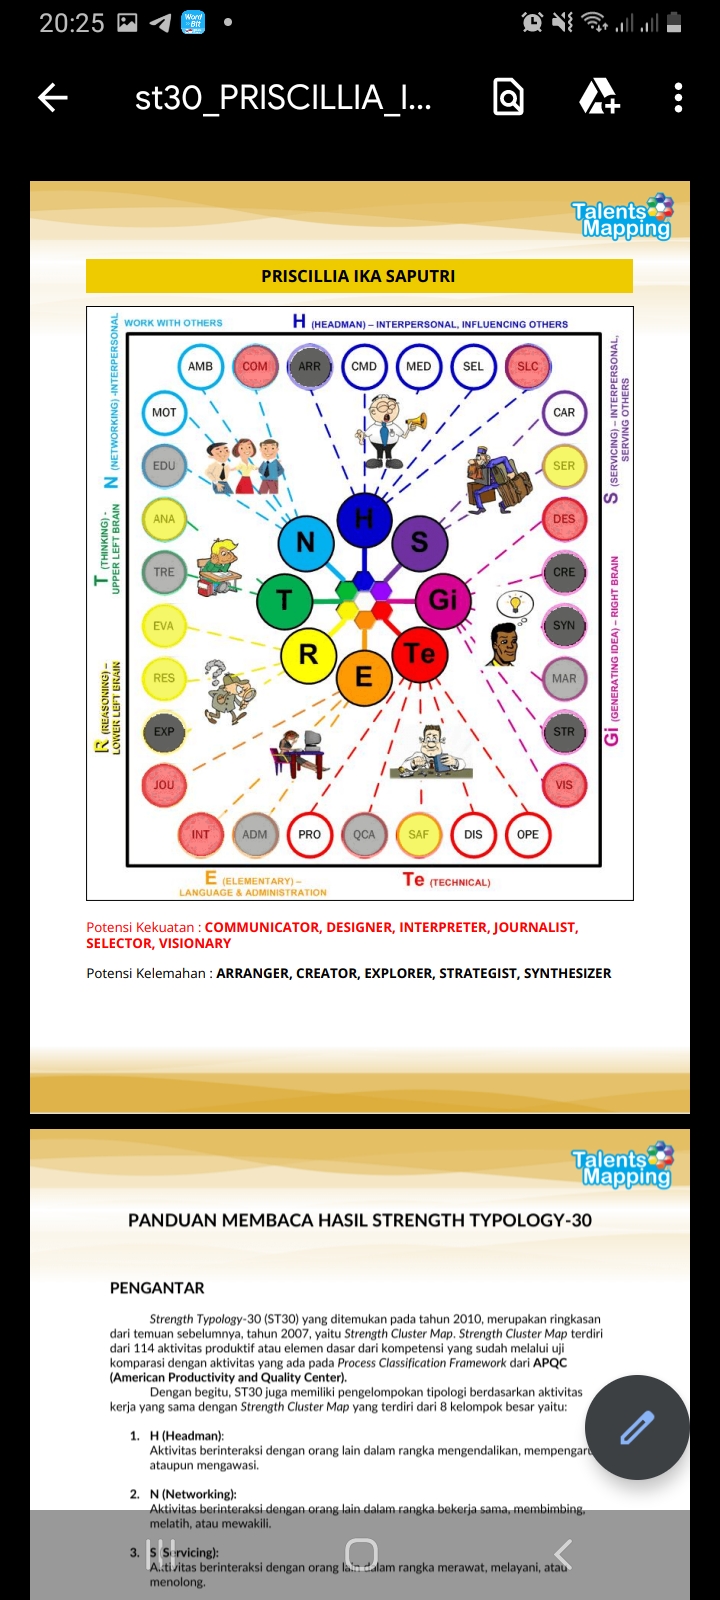 20:25
st30_PRISCILLIA_I...
Talents
Mapping
PRISCILLIA IKA SAPUTRI
WORK WITH OTHERS
H (HEADMAN) – INTERPERSONAL, INFLUENCING OTHERS
N (NETWORKING) -INTERPERSONAL
S (SERVICING) – INTERPERSONAL,
SERVING OTHERS
AMB
COM
ARR
CMD
MED
SEL
SLC
MOT
CAR
EDU
SER
ANA
DES
TRE
CRE
EVA
SYN
RES
MAR
EXP
STR
JOU
VIS
INT
ADM
PRO
QCA
SAF
DIS
OPE
H
N
S
T
Gi
R
Te
E
T (THINKING) -
UPPER LEFT BRAIN
R (REASONING) –
LOWER LEFT BRAIN
Gi (GENERATING IDEA) – RIGHT BRAIN
E (ELEMENTARY) –
LANGUAGE & ADMINISTRATION
Te (TECHNICAL)
Potensi Kekuatan : COMMUNICATOR, DESIGNER, INTERPRETER, JOURNALIST,
SELECTOR, VISIONARY
Potensi Kelemahan : ARRANGER, CREATOR, EXPLORER, STRATEGIST, SYNTHESIZER
Talents
Mapping
PANDUAN MEMBACA HASIL STRENGTH TYPOLOGY-30
PENGANTAR
Strength Typology-30 (ST30) yang ditemukan pada tahun 2010, merupakan ringkasan
dari temuan sebelumnya, tahun 2007, yaitu Strength Cluster Map. Strength Cluster Map terdiri
dari 114 aktivitas produktif atau elemen dasar dari kompetensi yang sudah melalui uji
komparasi dengan aktivitas yang ada pada Process Classification Framework dari APQC
(American Productivity and Quality Center).
Dengan begitu, ST30 juga memiliki pengelompokan tipologi berdasarkan aktivitas
kerja yang sama dengan Strength Cluster Map yang terdiri dari 8 kelompok besar yaitu:
1. H (Headman):
Aktivitas berinteraksi dengan orang lain dalam rangka mengendalikan,
ataupun mengawasi.
2. N (Networking):
Aktivitas berinteraksi dengan orang lain dalam rangka bekerja sama, membimbing,
melatih, atau mewakili.
3. S (Servicing):
Aktivitas berinteraksi dengan orang lain dalam rangka merawat, melayani, atau
menolong.